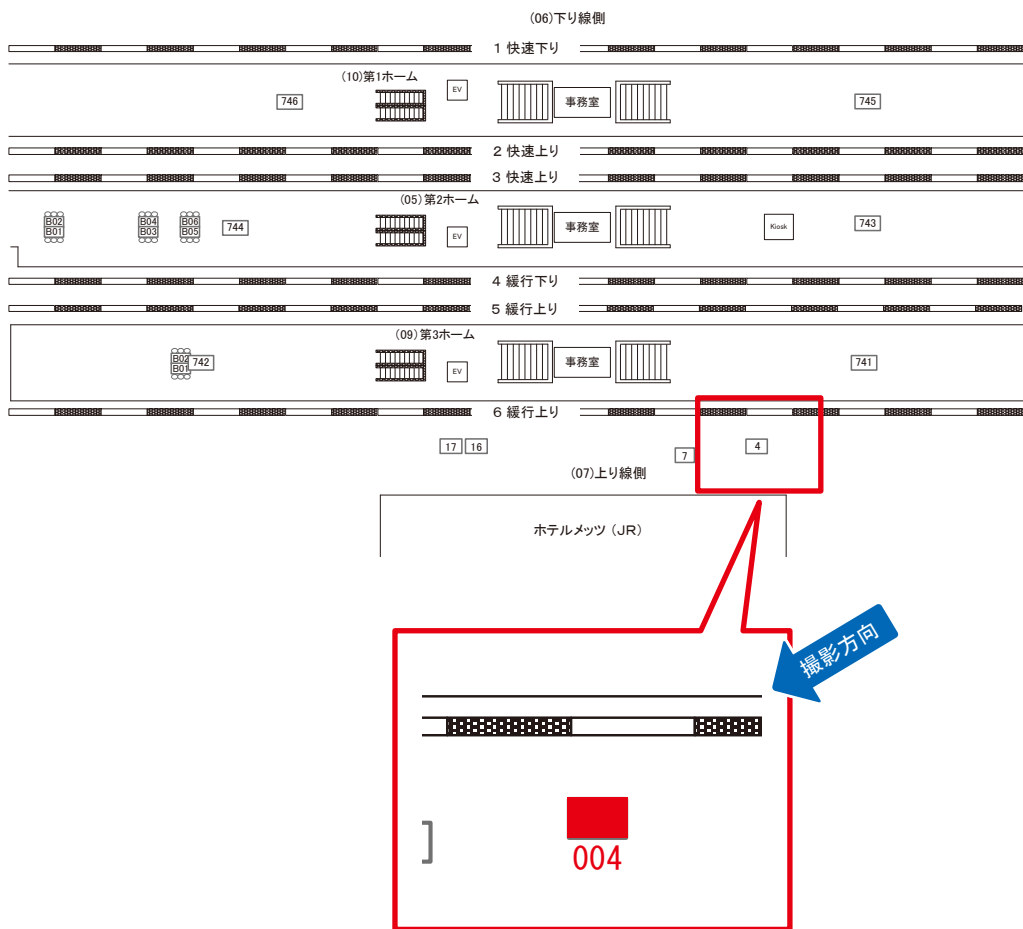 (06)下り線側
1 快速下り
(10)第1ホーム
EV
746
事務室
745
2 快速上り
3 快速上り
(05)第2ホーム
B02
B01
B04
B03
B06
B05
744
EV
事務室
Kiosk
743
4 緩行下り
5 緩行上り
(09)第3ホーム
B02
B01
742
EV
事務室
741
6 緩行上り
17
16
7
4
(07)上り線側
ホテルメッツ（JR）
撮影方向
004